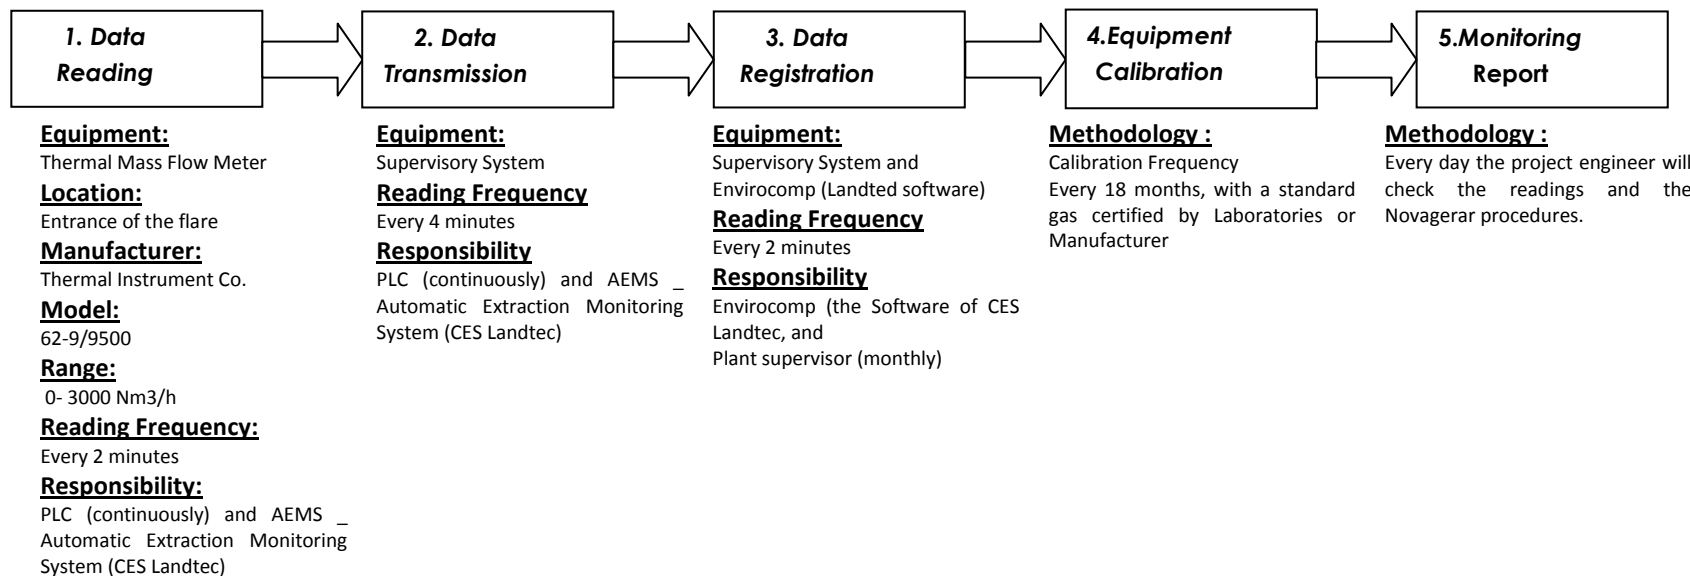 1. Data
Reading
2. Data
Transmission
3. Data
Registration
4.Equipment
Calibration
5.Monitoring
Report
Equipment:
Thermal Mass Flow Meter
Location:
Entrance of the flare
Manufacturer:
Thermal Instrument Co.
Model:
62-9/9500
Range:
0- 3000 Nm3/h
Reading Frequency:
Every 2 minutes
Responsibility:
PLC (continuously) and AEMS _
Automatic Extraction Monitoring
System (CES Landtec)
Equipment:
Supervisory System
Reading Frequency
Every 4 minutes
Responsibility
PLC (continuously) and AEMS _
Automatic Extraction Monitoring
System (CES Landtec)
Equipment:
Supervisory System and
Envirocomp (Landted software)
Reading Frequency
Every 2 minutes
Responsibility
Envirocomp (the Software of CES
Landtec, and
Plant supervisor (monthly)
Methodology :
Calibration Frequency
Every 18 months, with a standard
gas certified by Laboratories or
Manufacturer
Methodology :
Every day the project engineer will
check the readings and the
Novagerar procedures.